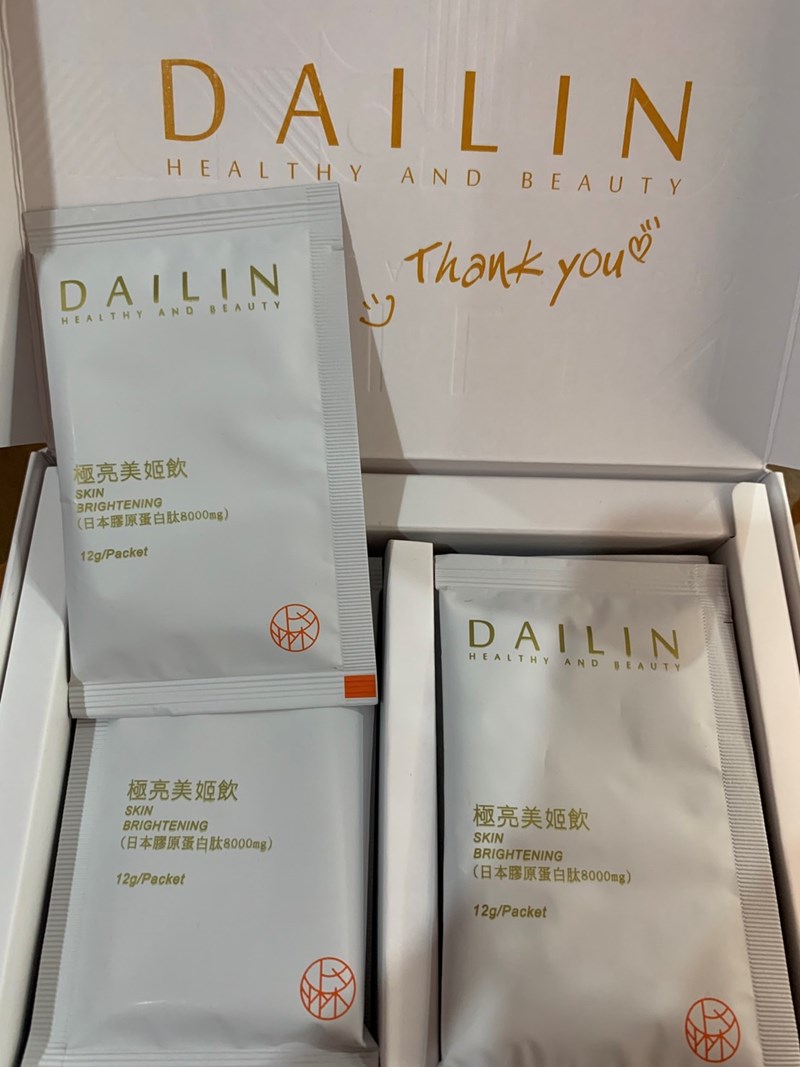 DAILIN
HEALTHY AND BEAUTY
Thank you
DAILIN
HEALTHY AND BEAUTY
極亮美姬飲
SKIN
BRIGHTENING
(日本膠原蛋白肽8000mg)
12g/Packet
極亮美姬飲
SKIN
BRIGHTENING
(日本膠原蛋白肽8000mg)
12g/Packet
DAILIN
HEALTHY AND BEAUTY
極亮美姬飲
SKIN
BRIGHTENING
(日本膠原蛋白肽8000mg)
12g/Packet